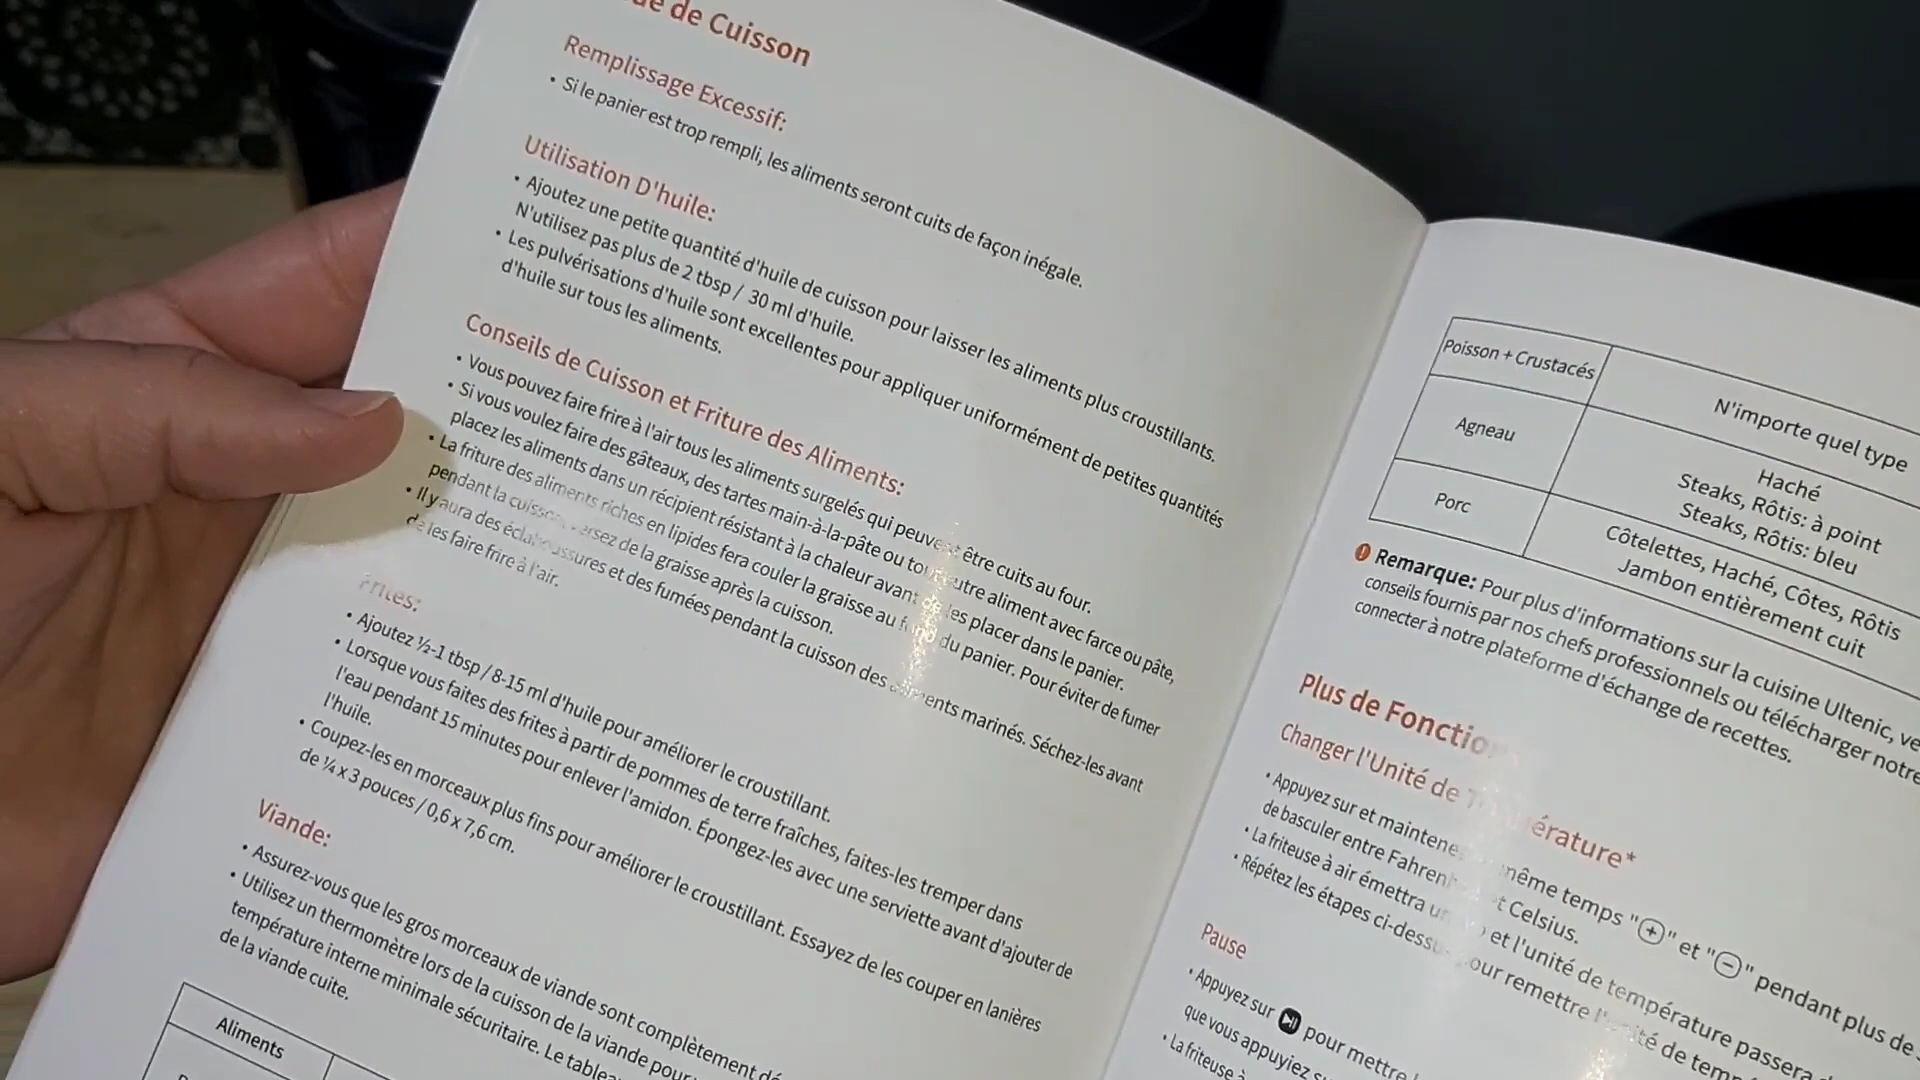 de Cuisson
Remplissage Excessif:
• Si le panier est trop rempli, les aliments seront cuits de façon inégale.
Utilisation D'huile:
• Ajoutez une petite quantité d'huile de cuisson pour laisser les aliments plus croustillants.
N'utilisez pas plus de 2 tbsp / 30 ml d'huile.
• Les pulvérisations d'huile sont excellentes pour appliquer uniformément de petites quantités
d'huile sur tous les aliments.
Conseils de Cuisson et Friture des Aliments:
• Vous pouvez faire frire à l'air tous les aliments surgelés qui peuvent être cuits au four.
• Si vous voulez faire des gâteaux, des tartes main-à-la-pâte ou tout autre aliment avec farce ou pâte,
placez les aliments dans un récipient résistant à la chaleur avant de les placer dans le panier.
• La friture des aliments riches en lipides fera couler la graisse au fond du panier. Pour éviter de fumer
pendant la cuisson, versez de la graisse après la cuisson.
• Il y aura des éclaboussures et des fumées pendant la cuisson des aliments marinés. Séchez-les avant
de les faire frire à l'air.
Frites:
• Ajoutez ½-1 tbsp / 8-15 ml d'huile pour améliorer le croustillant.
• Lorsque vous faites des frites à partir de pommes de terre fraîches, faites-les tremper dans
l'eau pendant 15 minutes pour enlever l'amidon. Épongez-les avec une serviette avant d'ajouter de
l'huile.
• Coupez-les en morceaux plus fins pour améliorer le croustillant. Essayez de les couper en lanières
de ¼ x 3 pouces / 0,6 x 7,6 cm.
Viande:
• Assurez-vous que les gros morceaux de viande sont complètement
• Utilisez un thermomètre lors de la cuisson de la viande pour
température interne minimale sécuritaire. Le
de la viande cuite.
Aliments
Poisson + Crustacés
N'importe quel type
Agneau
Haché
Steaks, Rôtis: à point
Steaks, Rôtis: bleu
Porc
Côtelettes, Haché, Côtes, Rôtis
Jambon entièrement cuit
Remarque: Pour plus d'informations sur la cuisine Ultenic,
conseils fournis par nos chefs professionnels ou télécharger notre
connecter à notre plateforme d'échange de recettes.
Plus de Fonctio
Changer l'Unité de Température*
• Appuyez sur et maintenez même temps "+" et "−" pendant plus de
de basculer entre Fahrenheit et Celsius.
• La friteuse à air émettra un et l'unité de température passera
• Répétez les étapes ci-dessus pour remettre l'unité de
Pause
• Appuyez sur pour mettre
que vous appuyiez
• La friteuse à